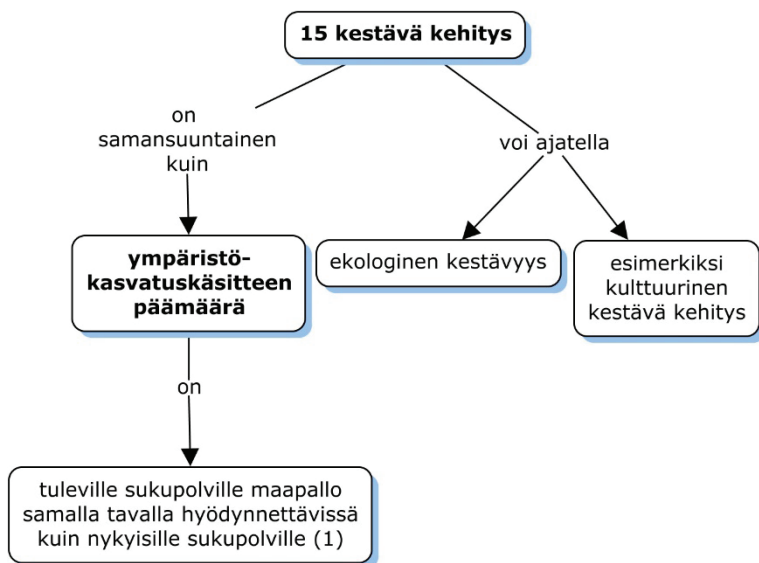 15 kestävä kehitys
on
samansuuntainen
kuin
voi ajatella
ympäristö-
kasvatuskäsitteen
päämäärä
ekologinen kestävyys
esimerkiksi
kulttuurinen
kestävä kehitys
on
tuleville sukupolville maapallo
samalla tavalla hyödynnettävissä
kuin nykyisille sukupolville (1)